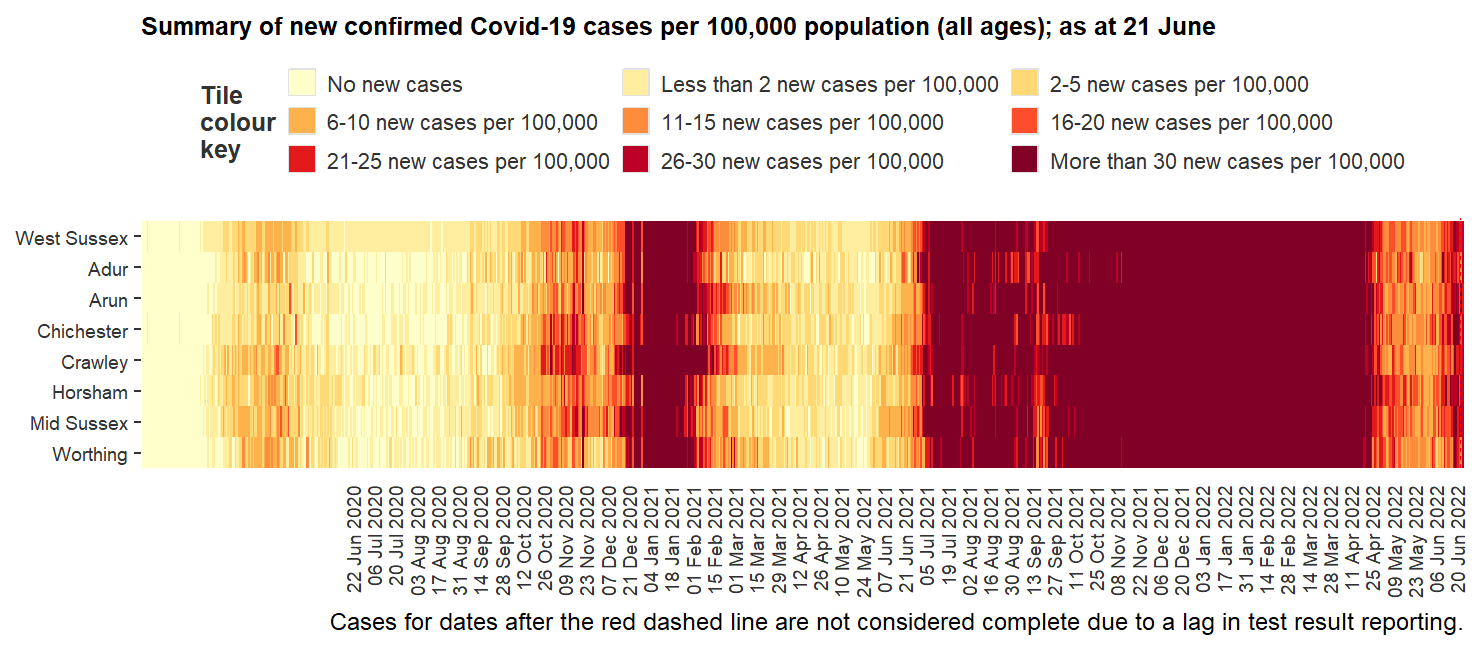 Summary of new confirmed Covid-19 cases per 100,000 population (all ages); as at 21 June
Tile
colour
key
No new cases
Less than 2 new cases per 100,000
2-5 new cases per 100,000
6-10 new cases per 100,000
11-15 new cases per 100,000
16-20 new cases per 100,000
21-25 new cases per 100,000
26-30 new cases per 100,000
More than 30 new cases per 100,000
West Sussex
Adur
Arun
Chichester
Crawley
Horsham
Mid Sussex
Worthing
22 Jun 2020
06 Jul 2020
20 Jul 2020
03 Aug 2020
17 Aug 2020
31 Aug 2020
14 Sep 2020
28 Sep 2020
12 Oct 2020
26 Oct 2020
09 Nov 2020
23 Nov 2020
07 Dec 2020
21 Dec 2020
04 Jan 2021
18 Jan 2021
01 Feb 2021
15 Feb 2021
01 Mar 2021
15 Mar 2021
29 Mar 2021
12 Apr 2021
26 Apr 2021
10 May 2021
24 May 2021
07 Jun 2021
21 Jun 2021
05 Jul 2021
19 Jul 2021
02 Aug 2021
16 Aug 2021
30 Aug 2021
13 Sep 2021
27 Sep 2021
11 Oct 2021
25 Oct 2021
08 Nov 2021
22 Nov 2021
06 Dec 2021
20 Dec 2021
03 Jan 2022
17 Jan 2022
31 Jan 2022
14 Feb 2022
28 Feb 2022
14 Mar 2022
28 Mar 2022
11 Apr 2022
25 Apr 2022
09 May 2022
23 May 2022
06 Jun 2022
20 Jun 2022
Cases for dates after the red dashed line are not considered complete due to a lag in test result reporting.